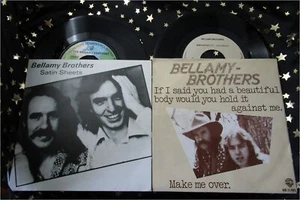 Bellamy Brothers
Satin Sheets
BELLAMY-
BROTHERS
If I said you had a beautiful
body would you hold it
against me.
Make me over.